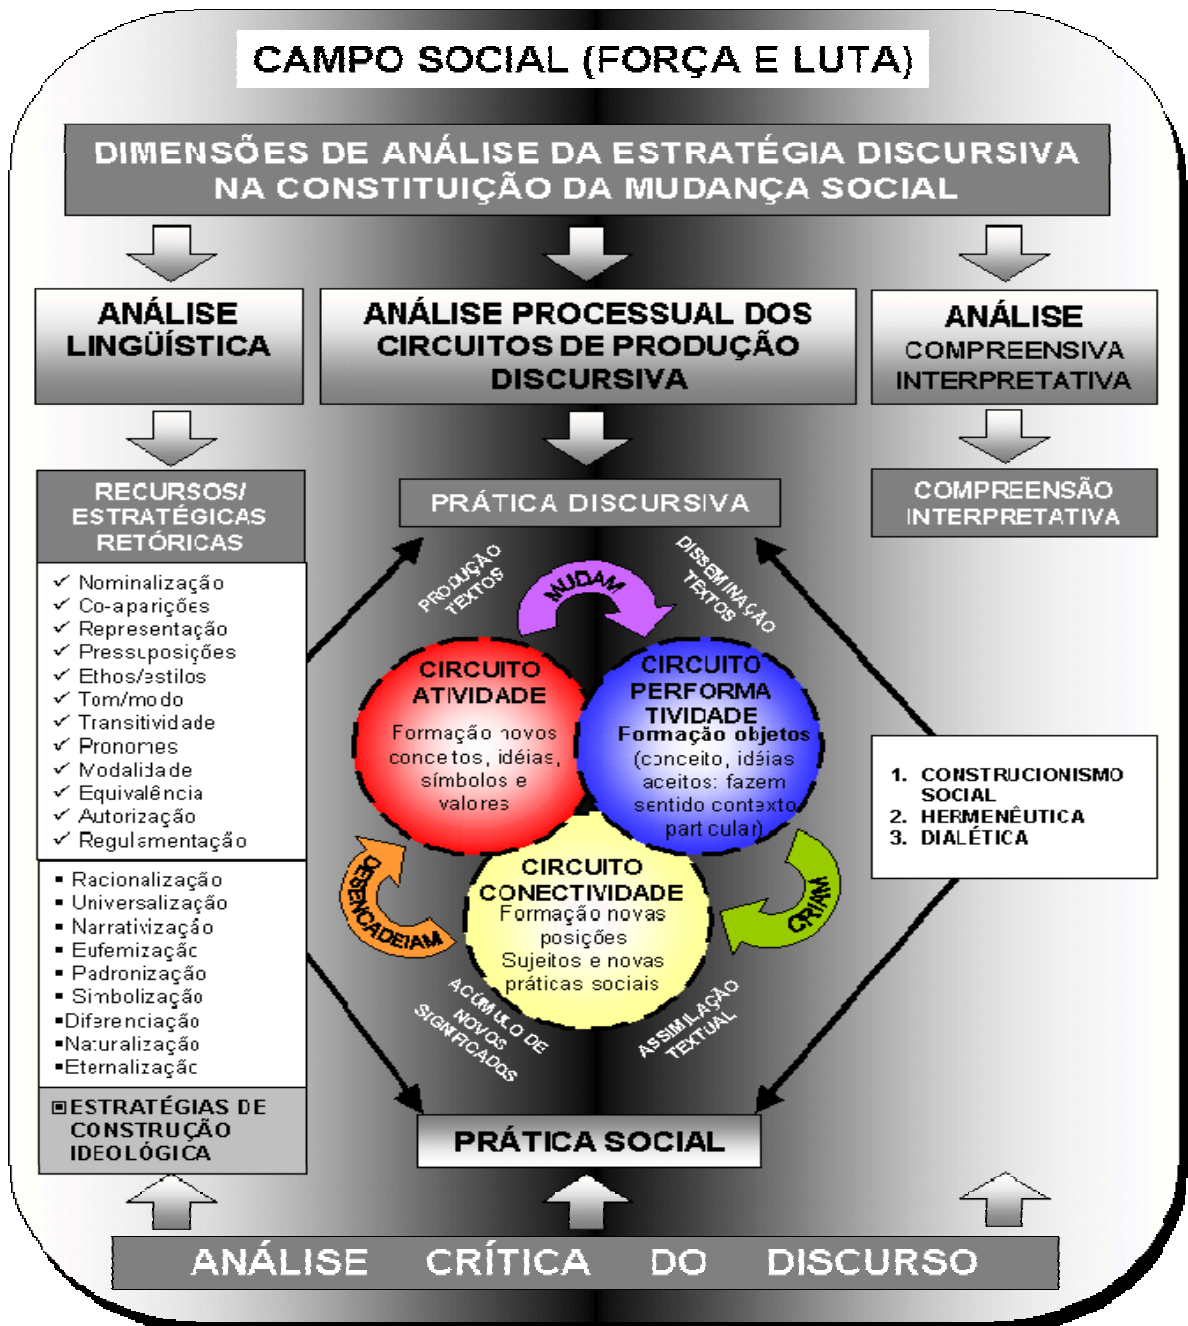 CAMPO SOCIAL (FORÇA E LUTA)
DIMENSÕES DE ANÁLISE DA ESTRATÉGIA DISCURSIVA
NA CONSTITUIÇÃO DA MUDANÇA SOCIAL
ANÁLISE
LINGÜÍSTICA
ANÁLISE PROCESSUAL DOS
CIRCUITOS DE PRODUÇÃO
DISCURSIVA
ANÁLISE
COMPREENSIVA
INTERPRETATIVA
RECURSOS/
ESTRATÉGICAS
RETÓRICAS
✓ Nominalização
✓ Co-aparições
✓ Representação
✓ Pressuposições
✓ Ethos/estilos
✓ Tom/modo
✓ Transitividade
✓ Pronomes
✓ Modalidade
✓ Equivalência
✓ Autorização
✓ Regulamentação
▪ Racionalização
▪ Universalização
▪ Narrativização
▪ Eufemização
▪ Padronização
▪ Simbolização
▪Diferenciação
▪Naturalização
▪Eternalização
ESTRATÉGIAS DE
CONSTRUÇÃO
IDEOLÓGICA
PRÁTICA DISCURSIVA
PRODUÇÃO
TEXTOS
MUDAM
DISSEMINAÇÃO
TEXTOS
CIRCUITO
ATIVIDADE
Formação novos
conceitos, idéias,
símbolos e
valores
CIRCUITO
PERFORMA
TIVIDADE
Formação objetos
(conceito, idéias
aceitos: fazem
sentido contexto
particular)
CIRCUITO
CONECTIVIDADE
Formação novas
posições
Sujeitos e novas
práticas sociais
DESENCADEIAM
CRIAM
ACÚMULO DE
NOVOS
SIGNIFICADOS
ASSIMILAÇÃO
TEXTUAL
PRÁTICA SOCIAL
COMPREENSÃO
INTERPRETATIVA
1. CONSTRUCIONISMO
SOCIAL
2. HERMENÊUTICA
3. DIALÉTICA
ANÁLISE CRÍTICA DO DISCURSO